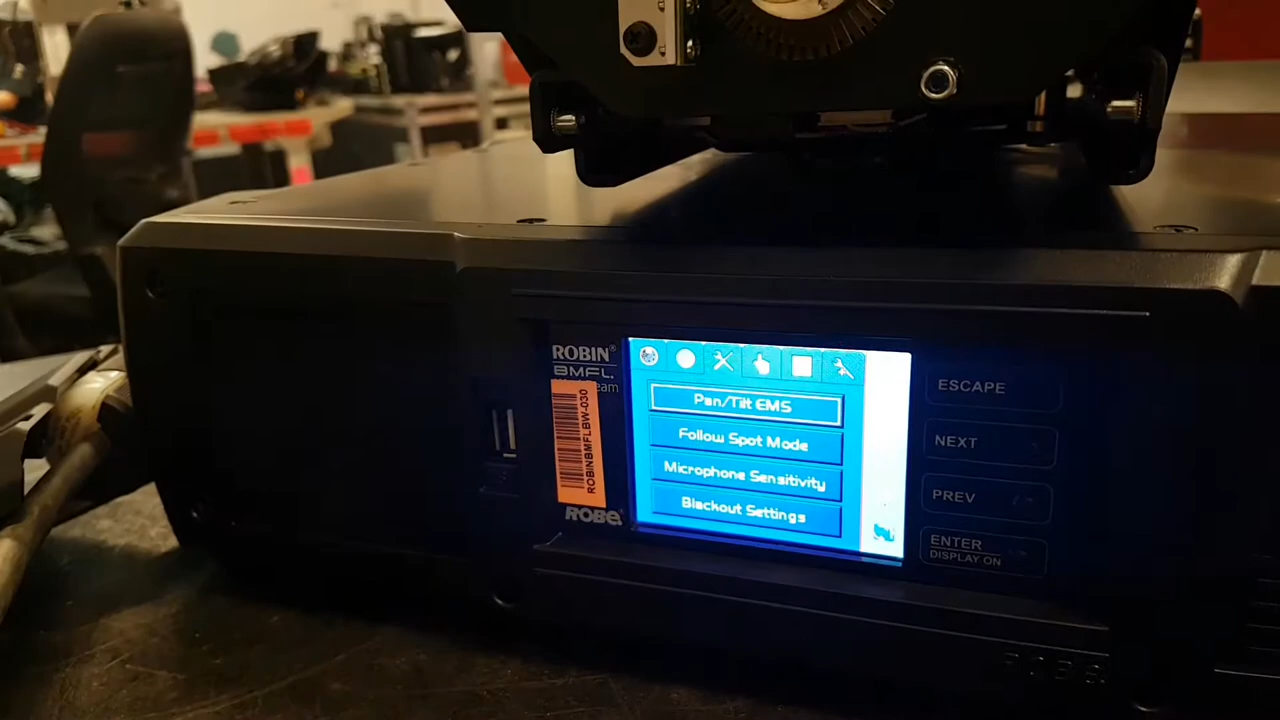 ROBIN®
BMFL
ROBINBMFLBW-030
ROBE
Pan/Tilt EMS
Follow Spot Mode
Microphone Sensitivity
Blackout Settings
ESCAPE
NEXT
PREV
ENTER
DISPLAY ON